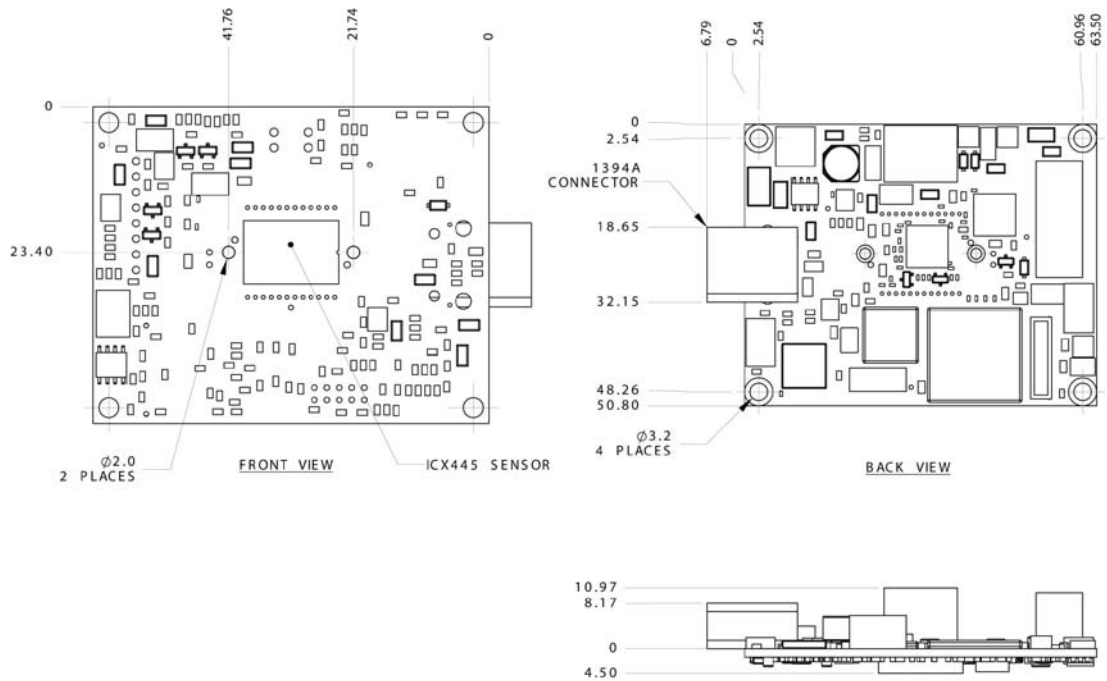 41.76
21.74
0
0
23.40
Ø2.0
2 PLACES
FRONT VIEW
ICX445 SENSOR
6.79
0
2.54
60.96
63.50
0
2.54
1394A
CONNECTOR
18.65
32.15
48.26
50.80
Ø3.2
4 PLACES
BACK VIEW
10.97
8.17
0
4.50